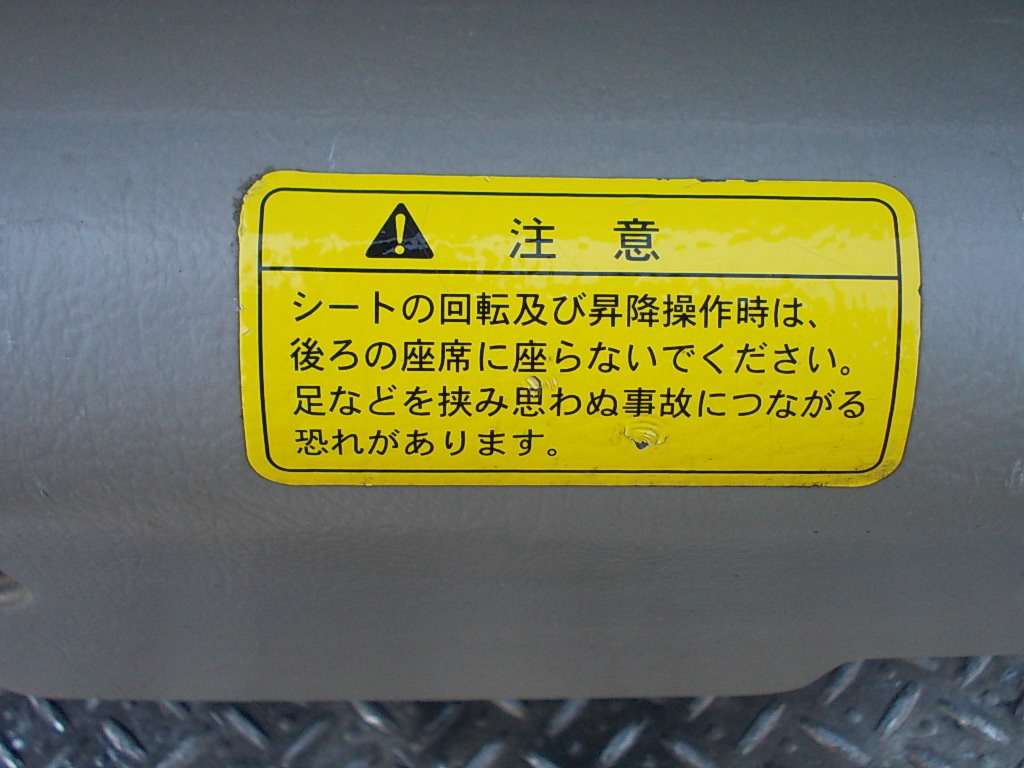 注意
シートの回転及び昇降操作時は、
後ろの座席に座らないでください。
足などを挟み思わぬ事故につながる
恐れがあります。